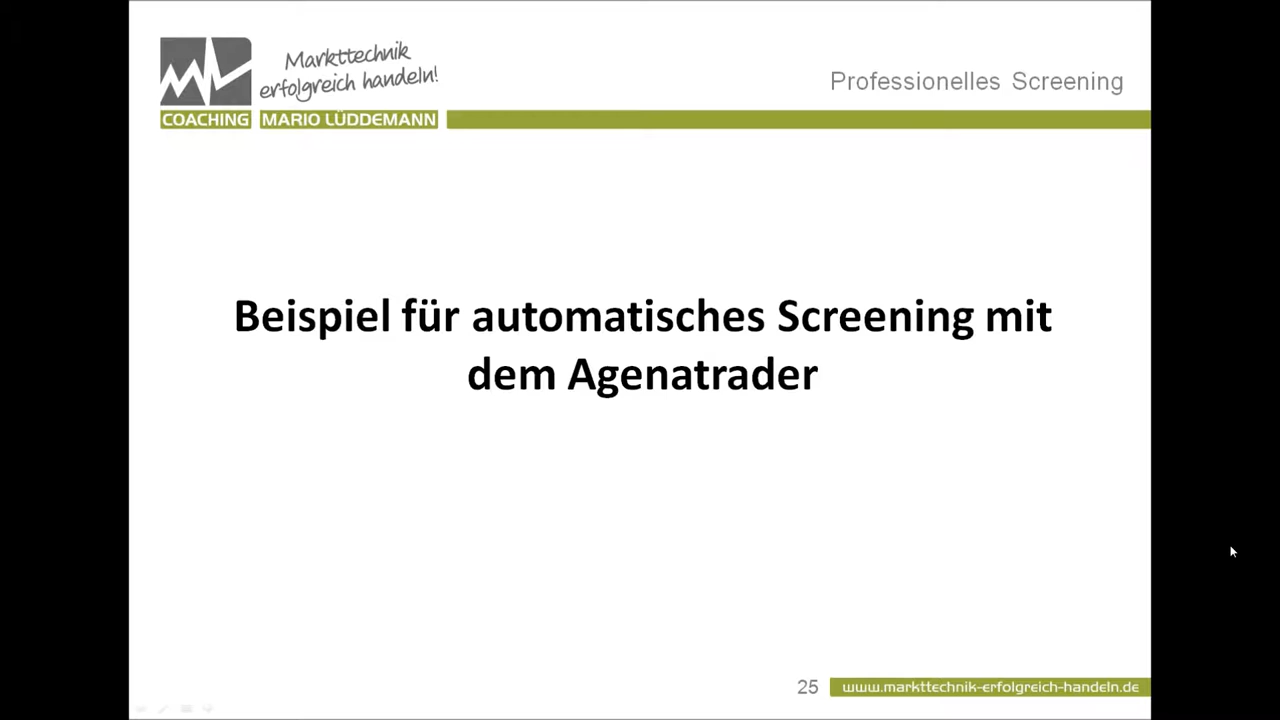 Markttechnik
erfolgreich handeln!
COACHING MARIO LÜDDEMANN
Professionelles Screening
Beispiel für automatisches Screening mit
dem Agenatrader
25 www.markttechnik-erfolgreich-handeln.de